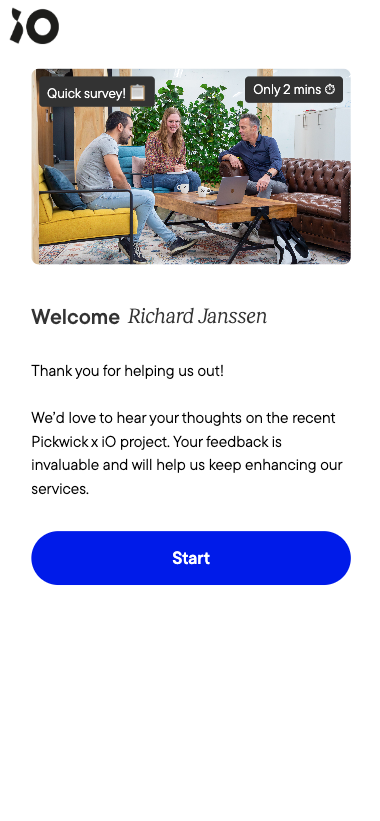 iO
Quick survey! 📋
Only 2 mins ⏱
Welcome Richard Janssen
Thank you for helping us out!
We’d love to hear your thoughts on the recent
Pickwick x iO project. Your feedback is
invaluable and will help us keep enhancing our
services.
Start